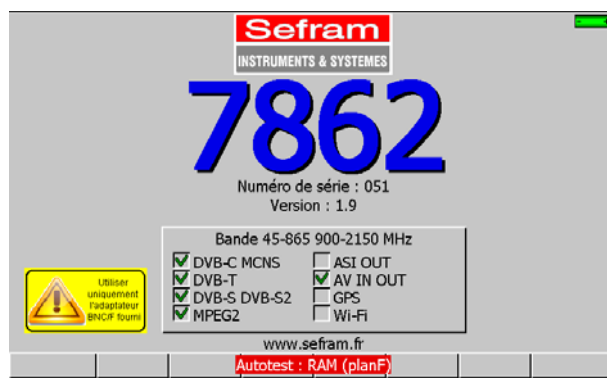 Sefram
INSTRUMENTS & SYSTEMES
7862
Numéro de série : 051
Version : 1.9
Bande 45-865 900-2150 MHz
DVB-C MCNS
ASI OUT
DVB-T
AV IN OUT
DVB-S DVB-S2
GPS
MPEG2
Wi-Fi
Utiliser
uniquement
l'adaptateur
BNC/F fourni
www.sefram.fr
Autotest : RAM (planF)